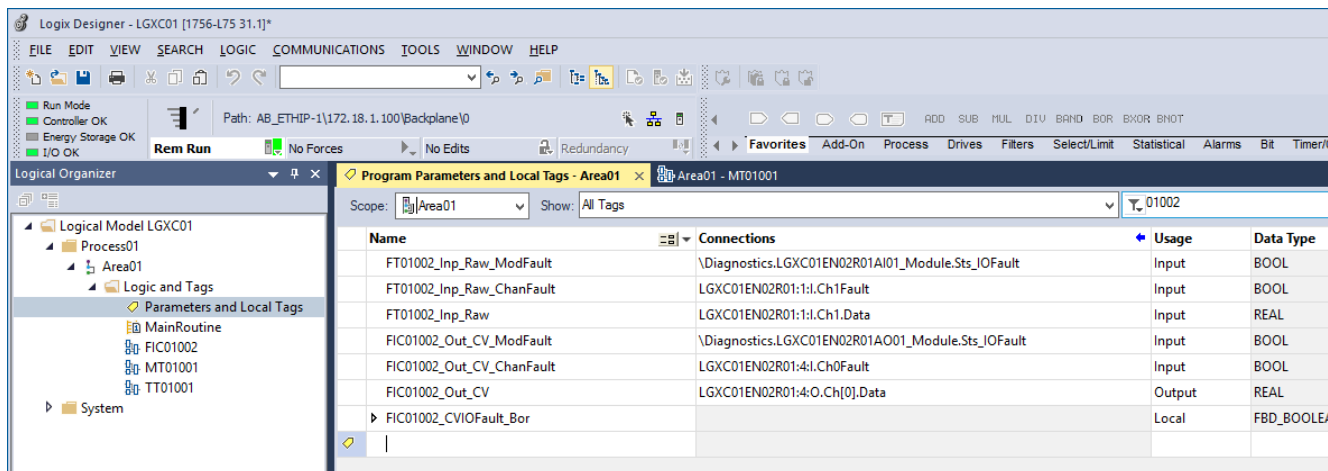 Logix Designer - LGXC01 [1756-L75 31.1]*
FILE EDIT VIEW SEARCH LOGIC COMMUNICATIONS TOOLS WINDOW HELP
Run Mode
Controller OK
Energy Storage OK
I/O OK
Path: AB_ETHIP-1\172.18.1.100\Backplane\0
Rem Run No Forces No Edits Redundancy
ADD SUB MUL DIV BAND BOR BXOR BNOT
Favorites Add-On Process Drives Filters Select/Limit Statistical Alarms Bit Timer/
Logical Organizer
Logical Model LGXC01
Process01
Area01
Logic and Tags
Parameters and Local Tags
MainRoutine
FIC01002
MT01001
TT01001
System
Program Parameters and Local Tags - Area01 Area01 - MT01001
Scope: Area01 Show: All Tags 01002
Name Connections Usage Data Type
FT01002_Inp_Raw_ModFault \Diagnostics.LGXC01EN02R01AI01_Module.Sts_IOFault Input BOOL
FT01002_Inp_Raw_ChanFault LGXC01EN02R01:1:I.Ch1Fault Input BOOL
FT01002_Inp_Raw LGXC01EN02R01:1:I.Ch1.Data Input REAL
FIC01002_Out_CV_ModFault \Diagnostics.LGXC01EN02R01AO01_Module.Sts_IOFault Input BOOL
FIC01002_Out_CV_ChanFault LGXC01EN02R01:4:I.Ch0Fault Input BOOL
FIC01002_Out_CV LGXC01EN02R01:4:O.Ch[0].Data Output REAL
FIC01002_CVIOFault_Bor Local FBD_BOOLEA